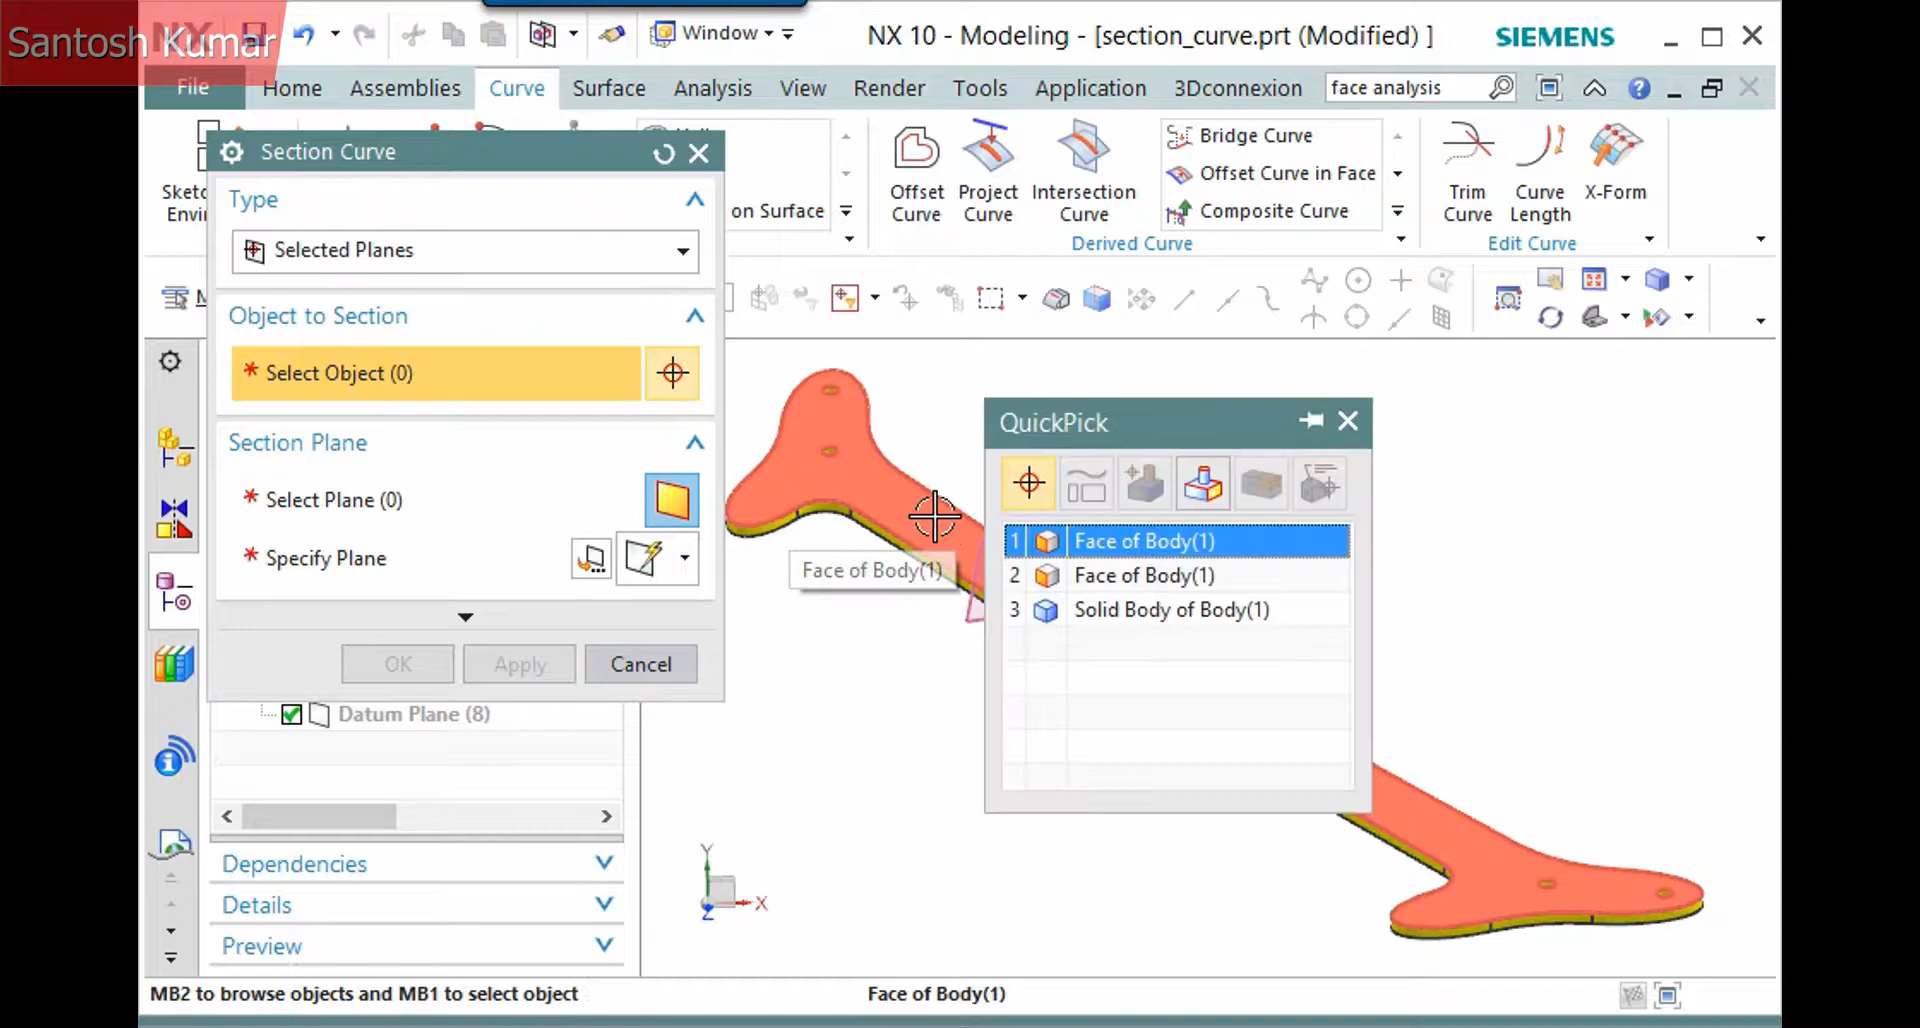 Santosh Kumar
Window
NX 10 - Modeling - [section_curve.prt (Modified) ]
SIEMENS
File
Home
Assemblies
Curve
Surface
Analysis
View
Render
Tools
Application
3Dconnexion
face analysis
Section Curve
on Surface
Offset
Curve
Project
Curve
Intersection
Curve
Bridge Curve
Offset Curve in Face
Composite Curve
Derived Curve
Trim
Curve
Curve
Length
X-Form
Edit Curve
Type
Selected Planes
Object to Section
* Select Object (0)
Section Plane
* Select Plane (0)
* Specify Plane
OK
Apply
Cancel
Datum Plane (8)
Dependencies
Details
Preview
QuickPick
1 Face of Body(1)
2 Face of Body(1)
3 Solid Body of Body(1)
Face of Body(1)
Y
X
Z
MB2 to browse objects and MB1 to select object
Face of Body(1)